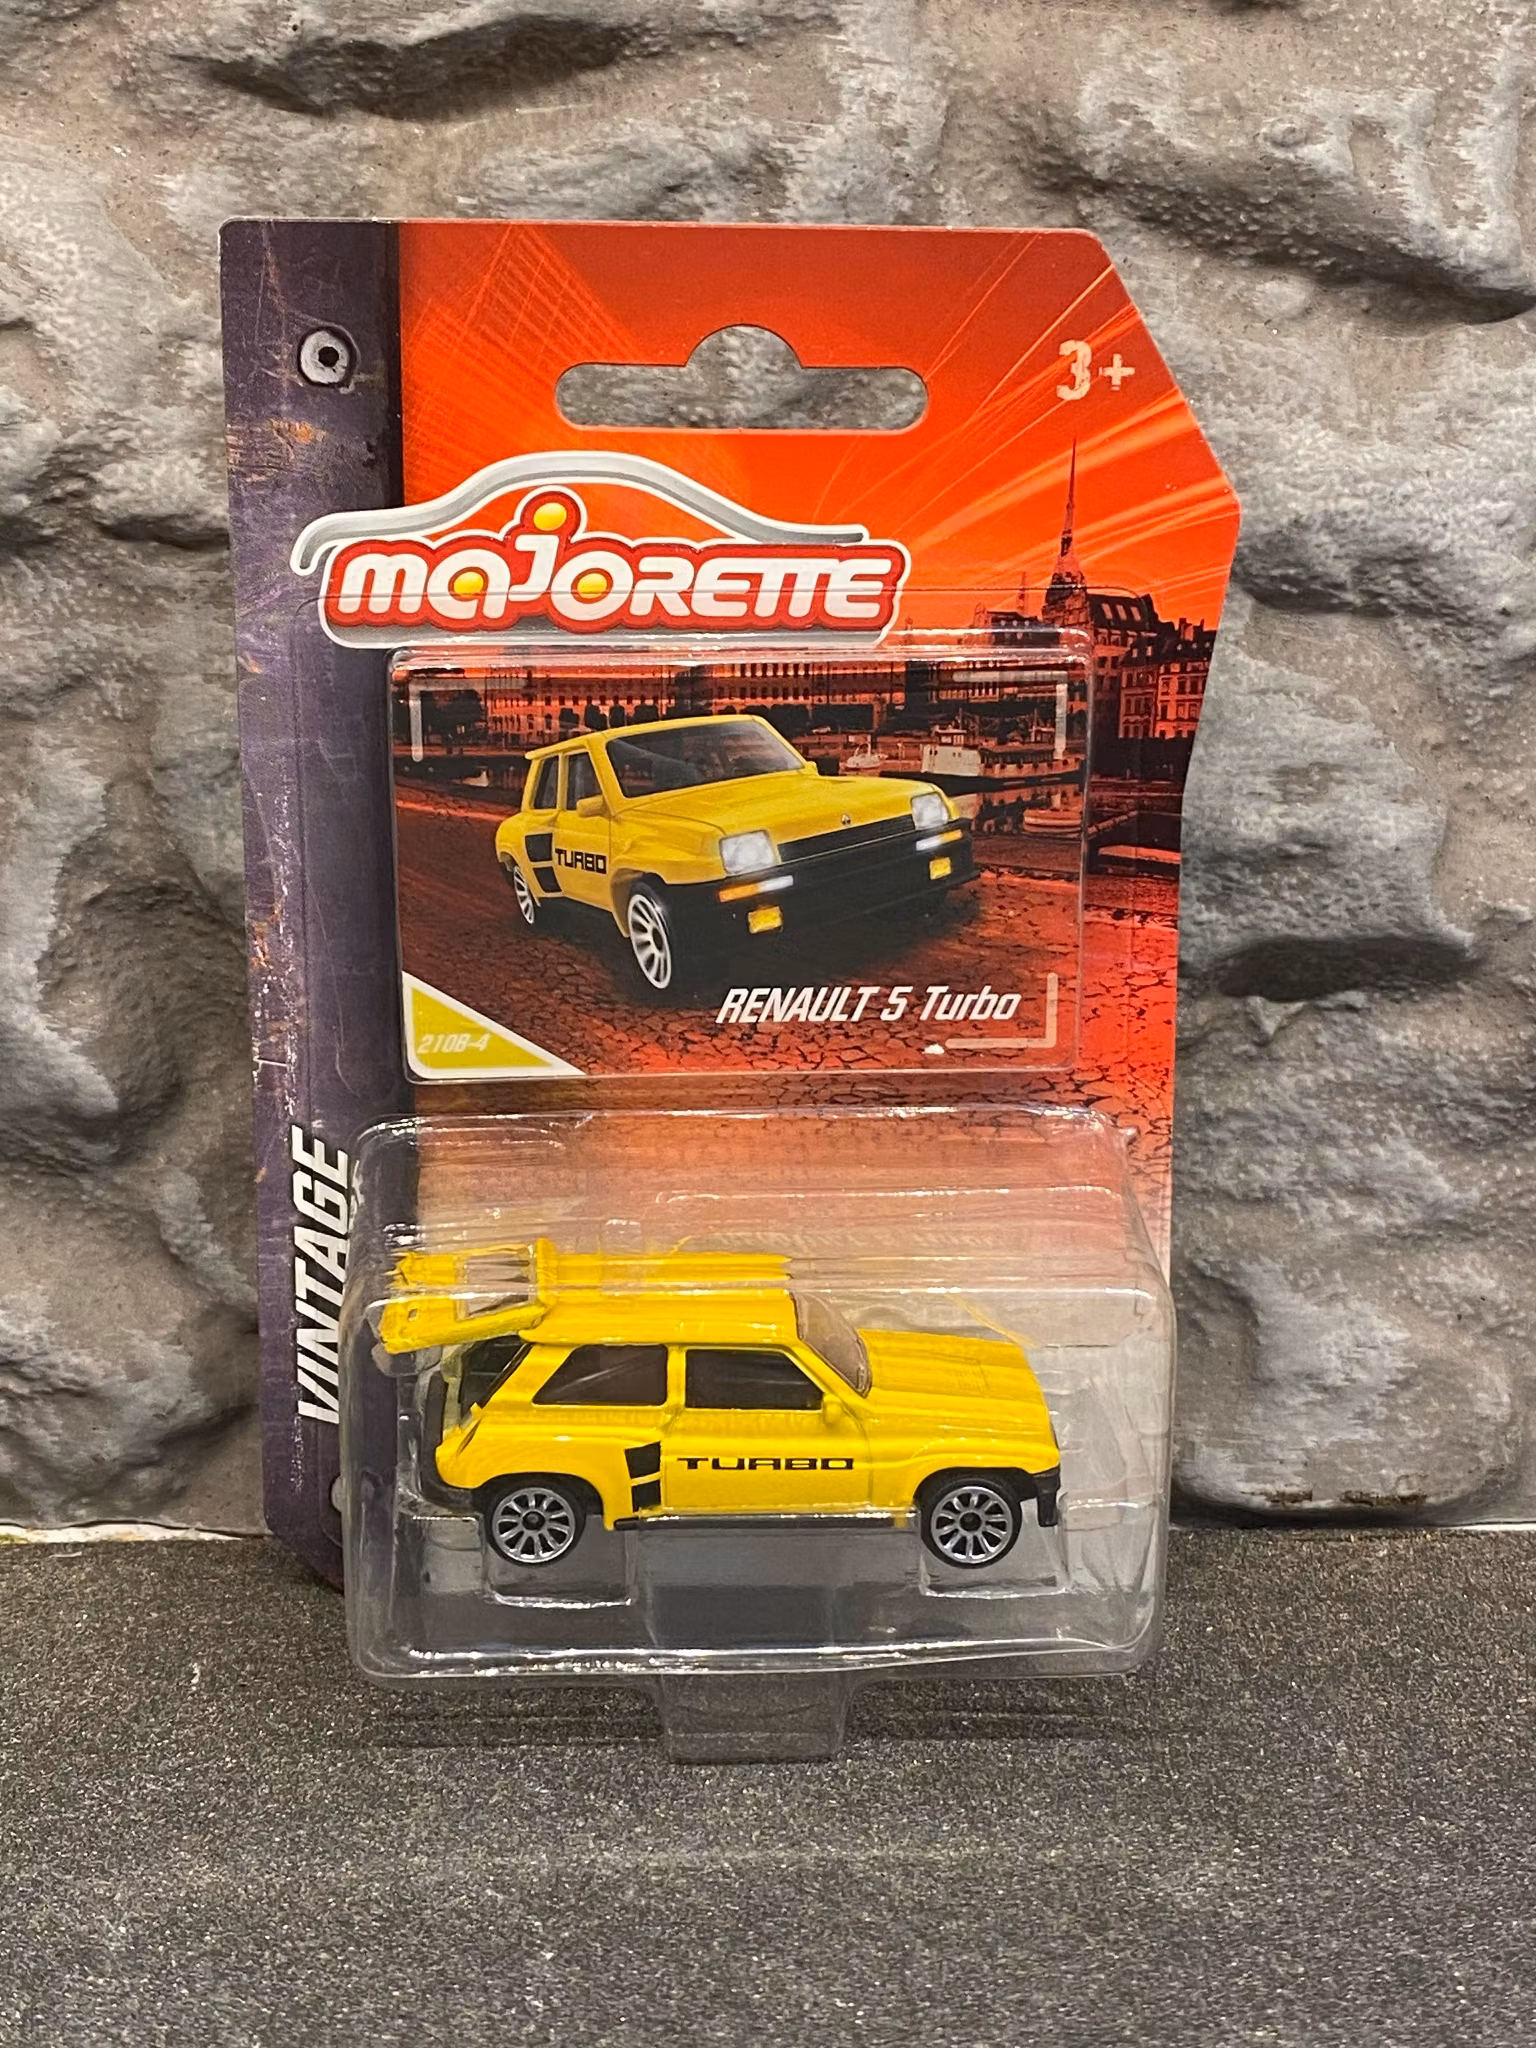 3+
MAJORETTE
TURBO
RENAULT 5 Turbo
210B-4
VINTAGE
TURBO